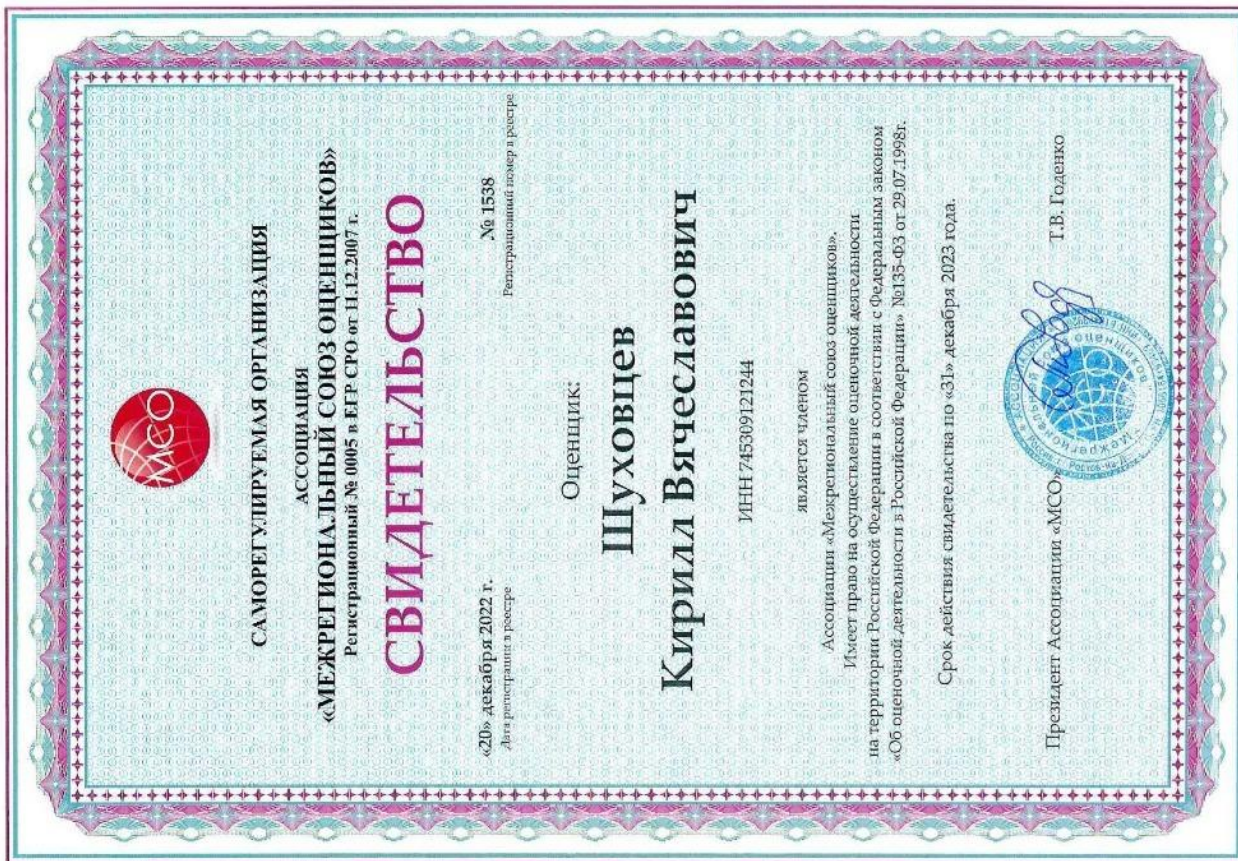 МСО
САМОРЕГУЛИРУЕМАЯ ОРГАНИЗАЦИЯ
АССОЦИАЦИЯ
«МЕЖРЕГИОНАЛЬНЫЙ СОЮЗ ОЦЕНЩИКОВ»
Регистрационный № 0005 в ЕГР СРО от 11.12.2007 г.
СВИДЕТЕЛЬСТВО
«20» декабря 2022 г. № 1538
Дата регистрации в реестре Регистрационный номер в реестре
Оценщик:
Шуховцев
Кирилл Вячеславович
ИНН 745309121244
является членом
Ассоциации «Межрегиональный союз оценщиков».
Имеет право на осуществление оценочной деятельности
на территории Российской Федерации в соответствии с Федеральным законом
«Об оценочной деятельности в Российской Федерации» №135-ФЗ от 29.07.1998г.
Срок действия свидетельства по «31» декабря 2023 года.
Президент Ассоциации «МСО» Т.В. Годенко